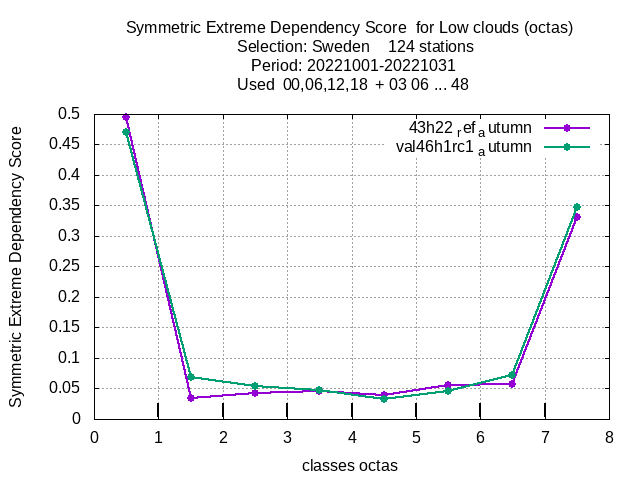 Symmetric Extreme Dependency Score for Low clouds (octas)
Selection: Sweden 124 stations
Period: 20221001-20221031
Used 00,06,12,18 + 03 06 ... 48
43h22 ref autumn
val46h1rc1 autumn
Symmetric Extreme Dependency Score
0.5
0.45
0.4
0.35
0.3
0.25
0.2
0.15
0.1
0.05
0
0 1 2 3 4 5 6 7 8
classes octas